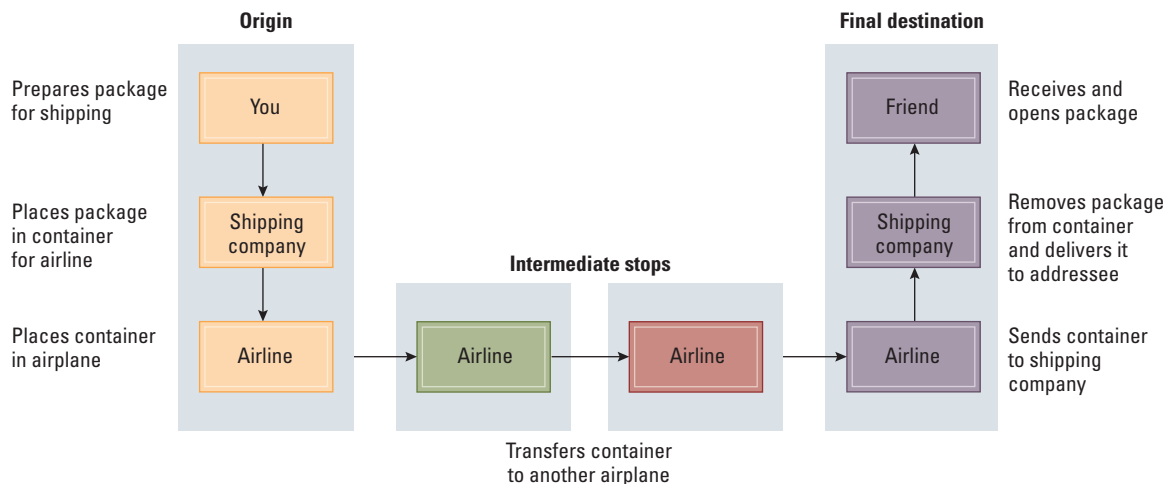 Origin
Final destination
Prepares package
for shipping
You
Friend
Receives and
opens package
Places package
in container
for airline
Shipping
company
Shipping
company
Removes package
from container
and delivers it
to addressee
Intermediate stops
Places container
in airplane
Airline
Airline
Airline
Airline
Sends container
to shipping
company
Transfers container
to another airplane